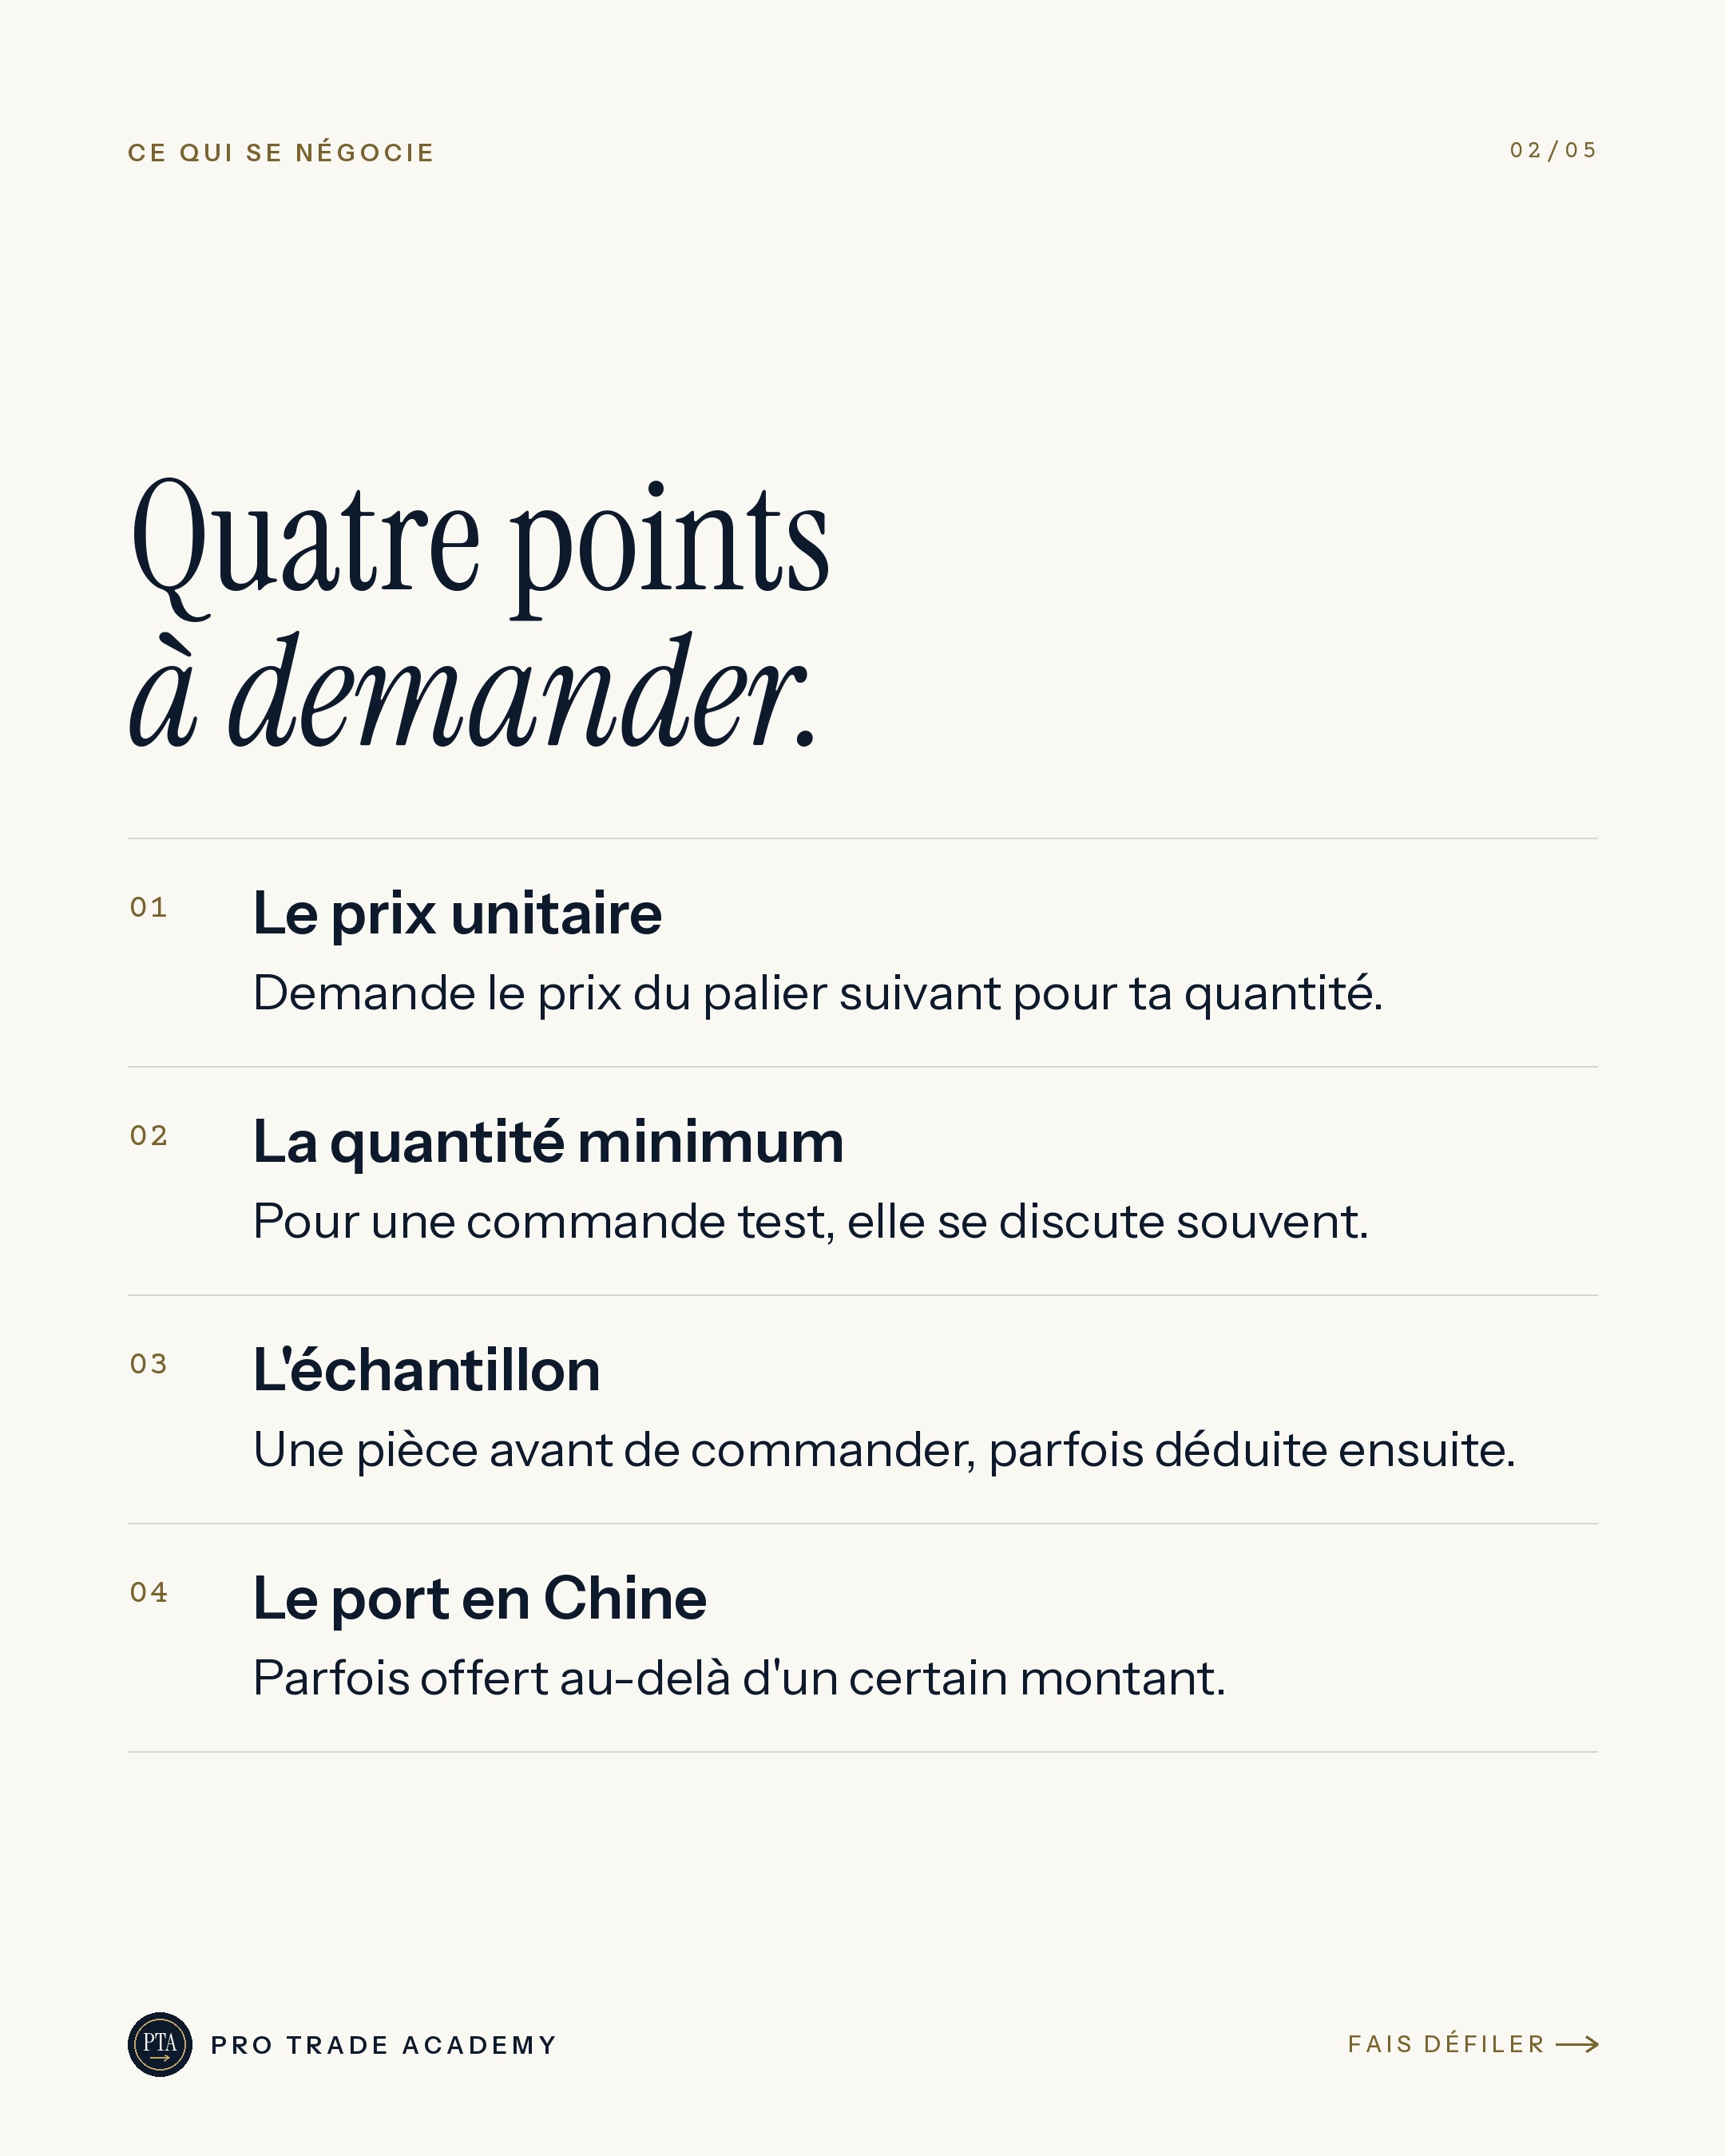 CE QUI SE NÉGOCIE
02/05
Quatre points
à demander.
01
Le prix unitaire
Demande le prix du palier suivant pour ta quantité.
02
La quantité minimum
Pour une commande test, elle se discute souvent.
03
L'échantillon
Une pièce avant de commander, parfois déduite ensuite.
04
Le port en Chine
Parfois offert au-delà d'un certain montant.
PTA
PRO TRADE ACADEMY
FAIS DÉFILER →